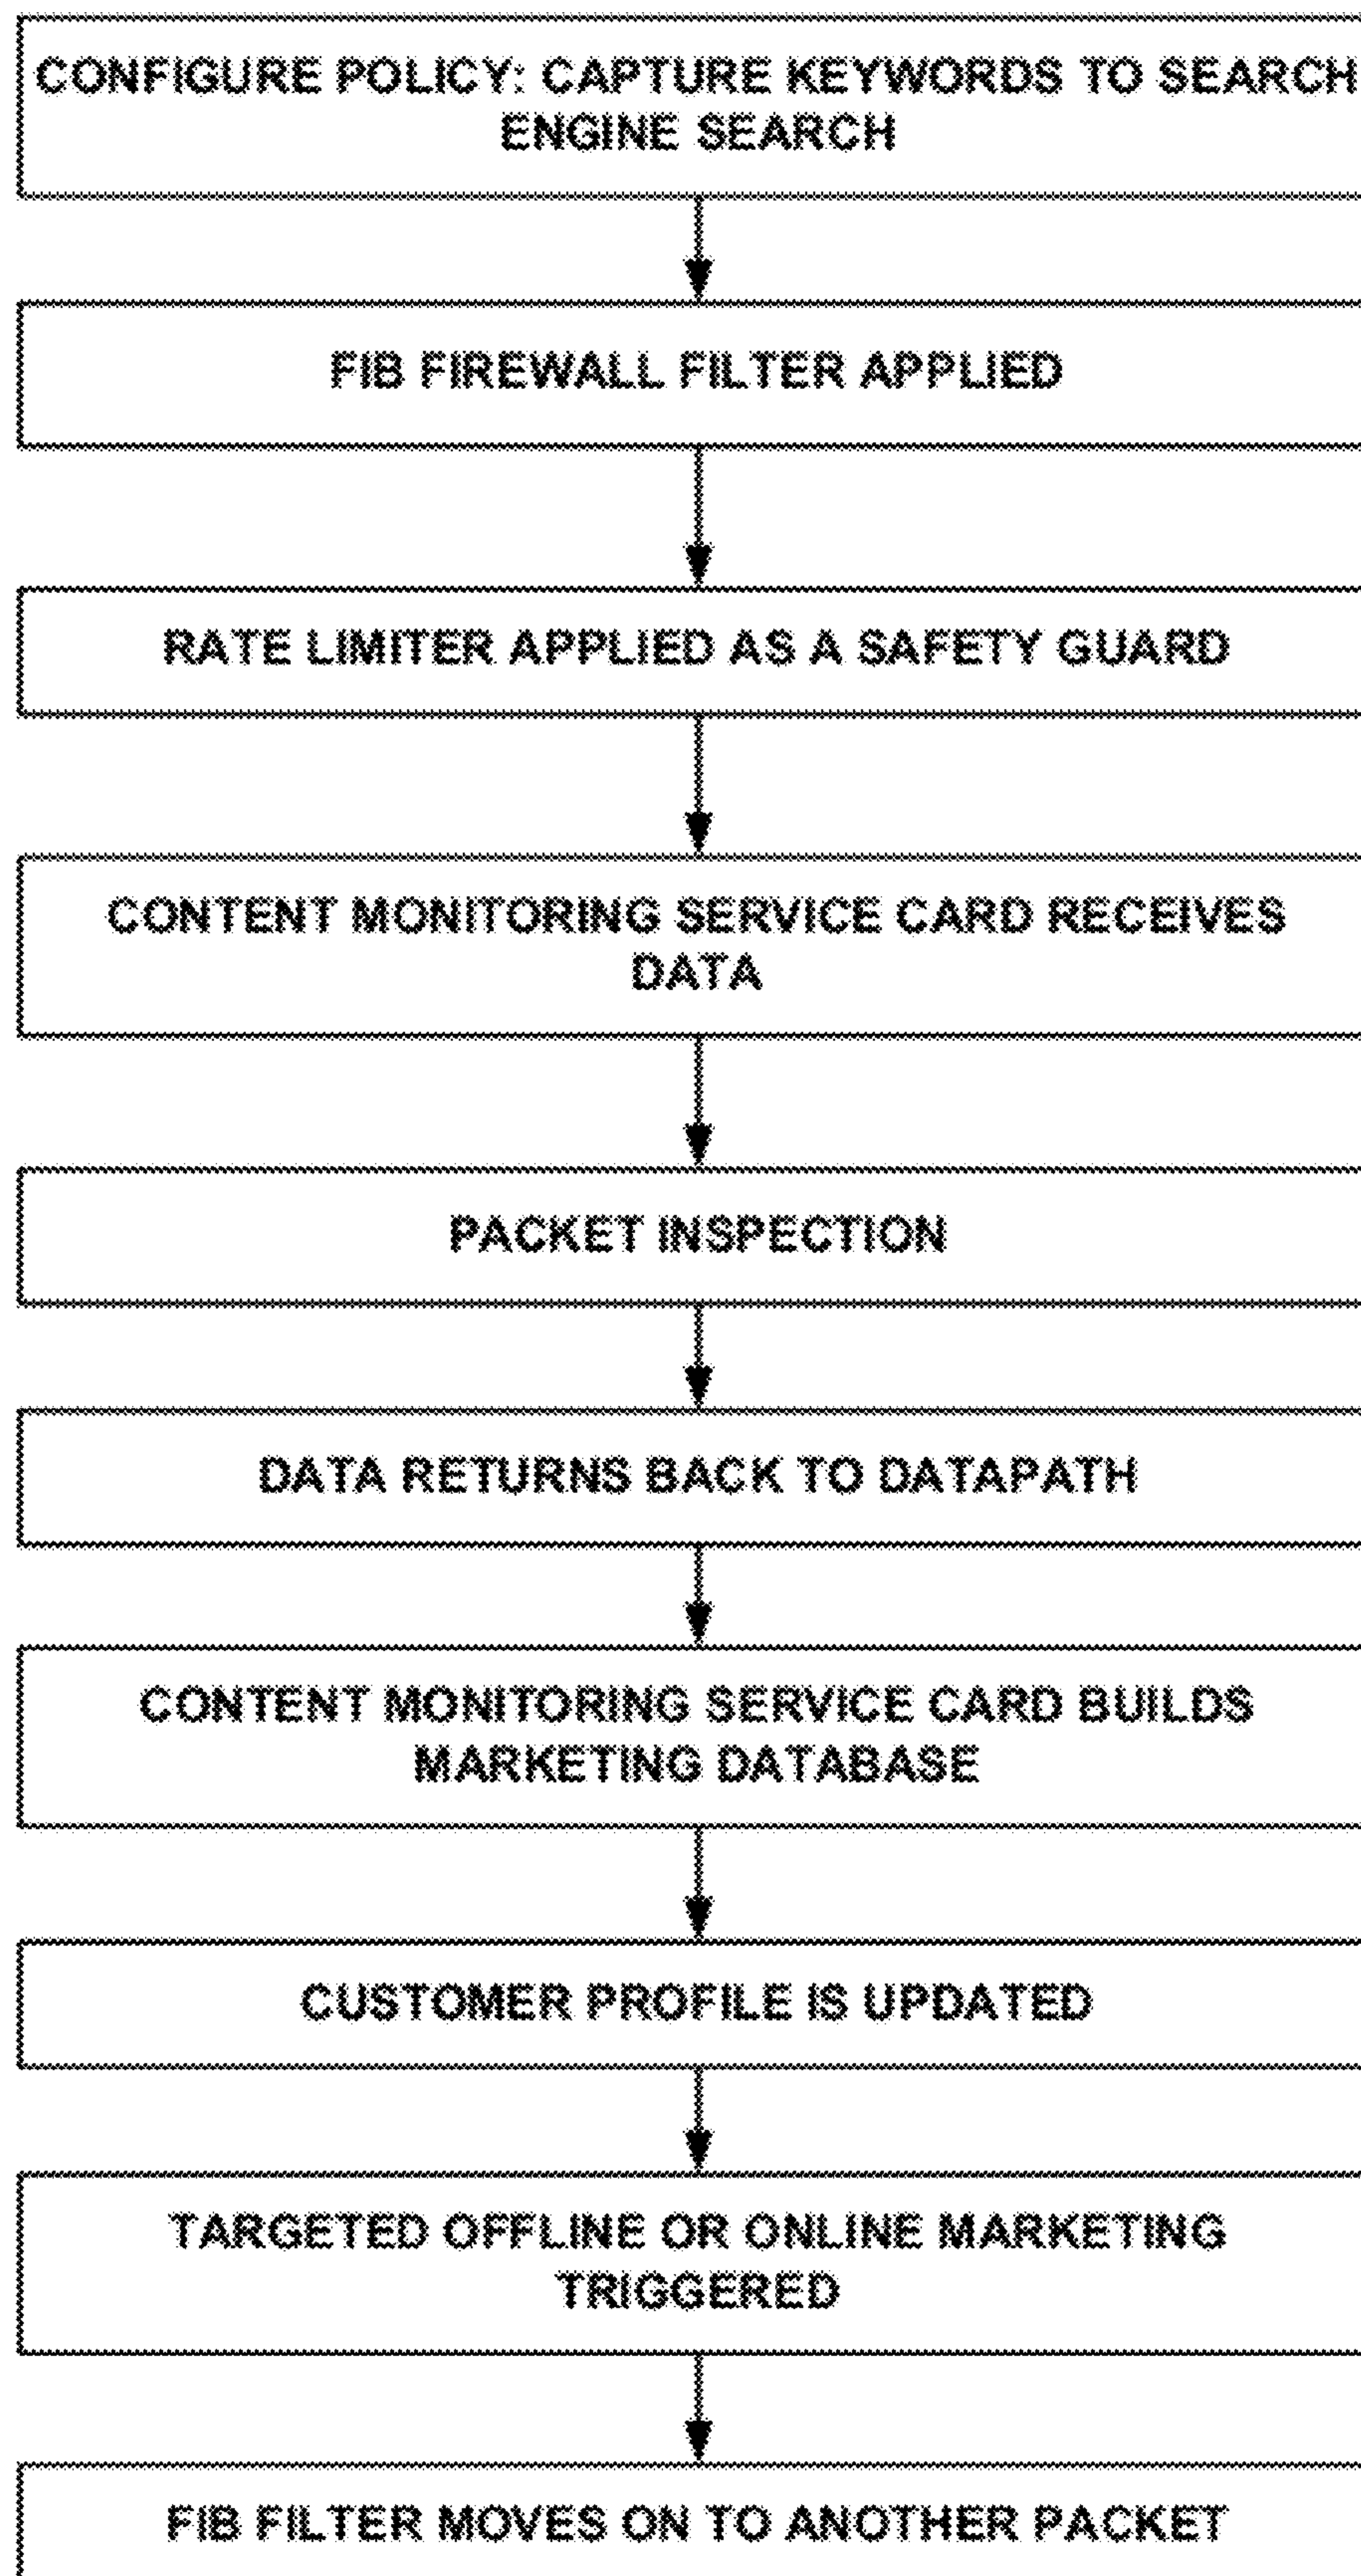 CONFIGURE POLICY: CAPTURE KEYWORDS TO SEARCH
ENGINE SEARCH
FIB FIREWALL FILTER APPLIED
RATE LIMITER APPLIED AS A SAFETY GUARD
CONTENT MONITORING SERVICE CARD RECEIVES
DATA
PACKET INSPECTION
DATA RETURNS BACK TO DATAPATH
CONTENT MONITORING SERVICE CARD BUILDS
MARKETING DATABASE
CUSTOMER PROFILE IS UPDATED
TARGETED OFFLINE OR ONLINE MARKETING
TRIGGERED
FIB FILTER MOVES ON TO ANOTHER PACKET